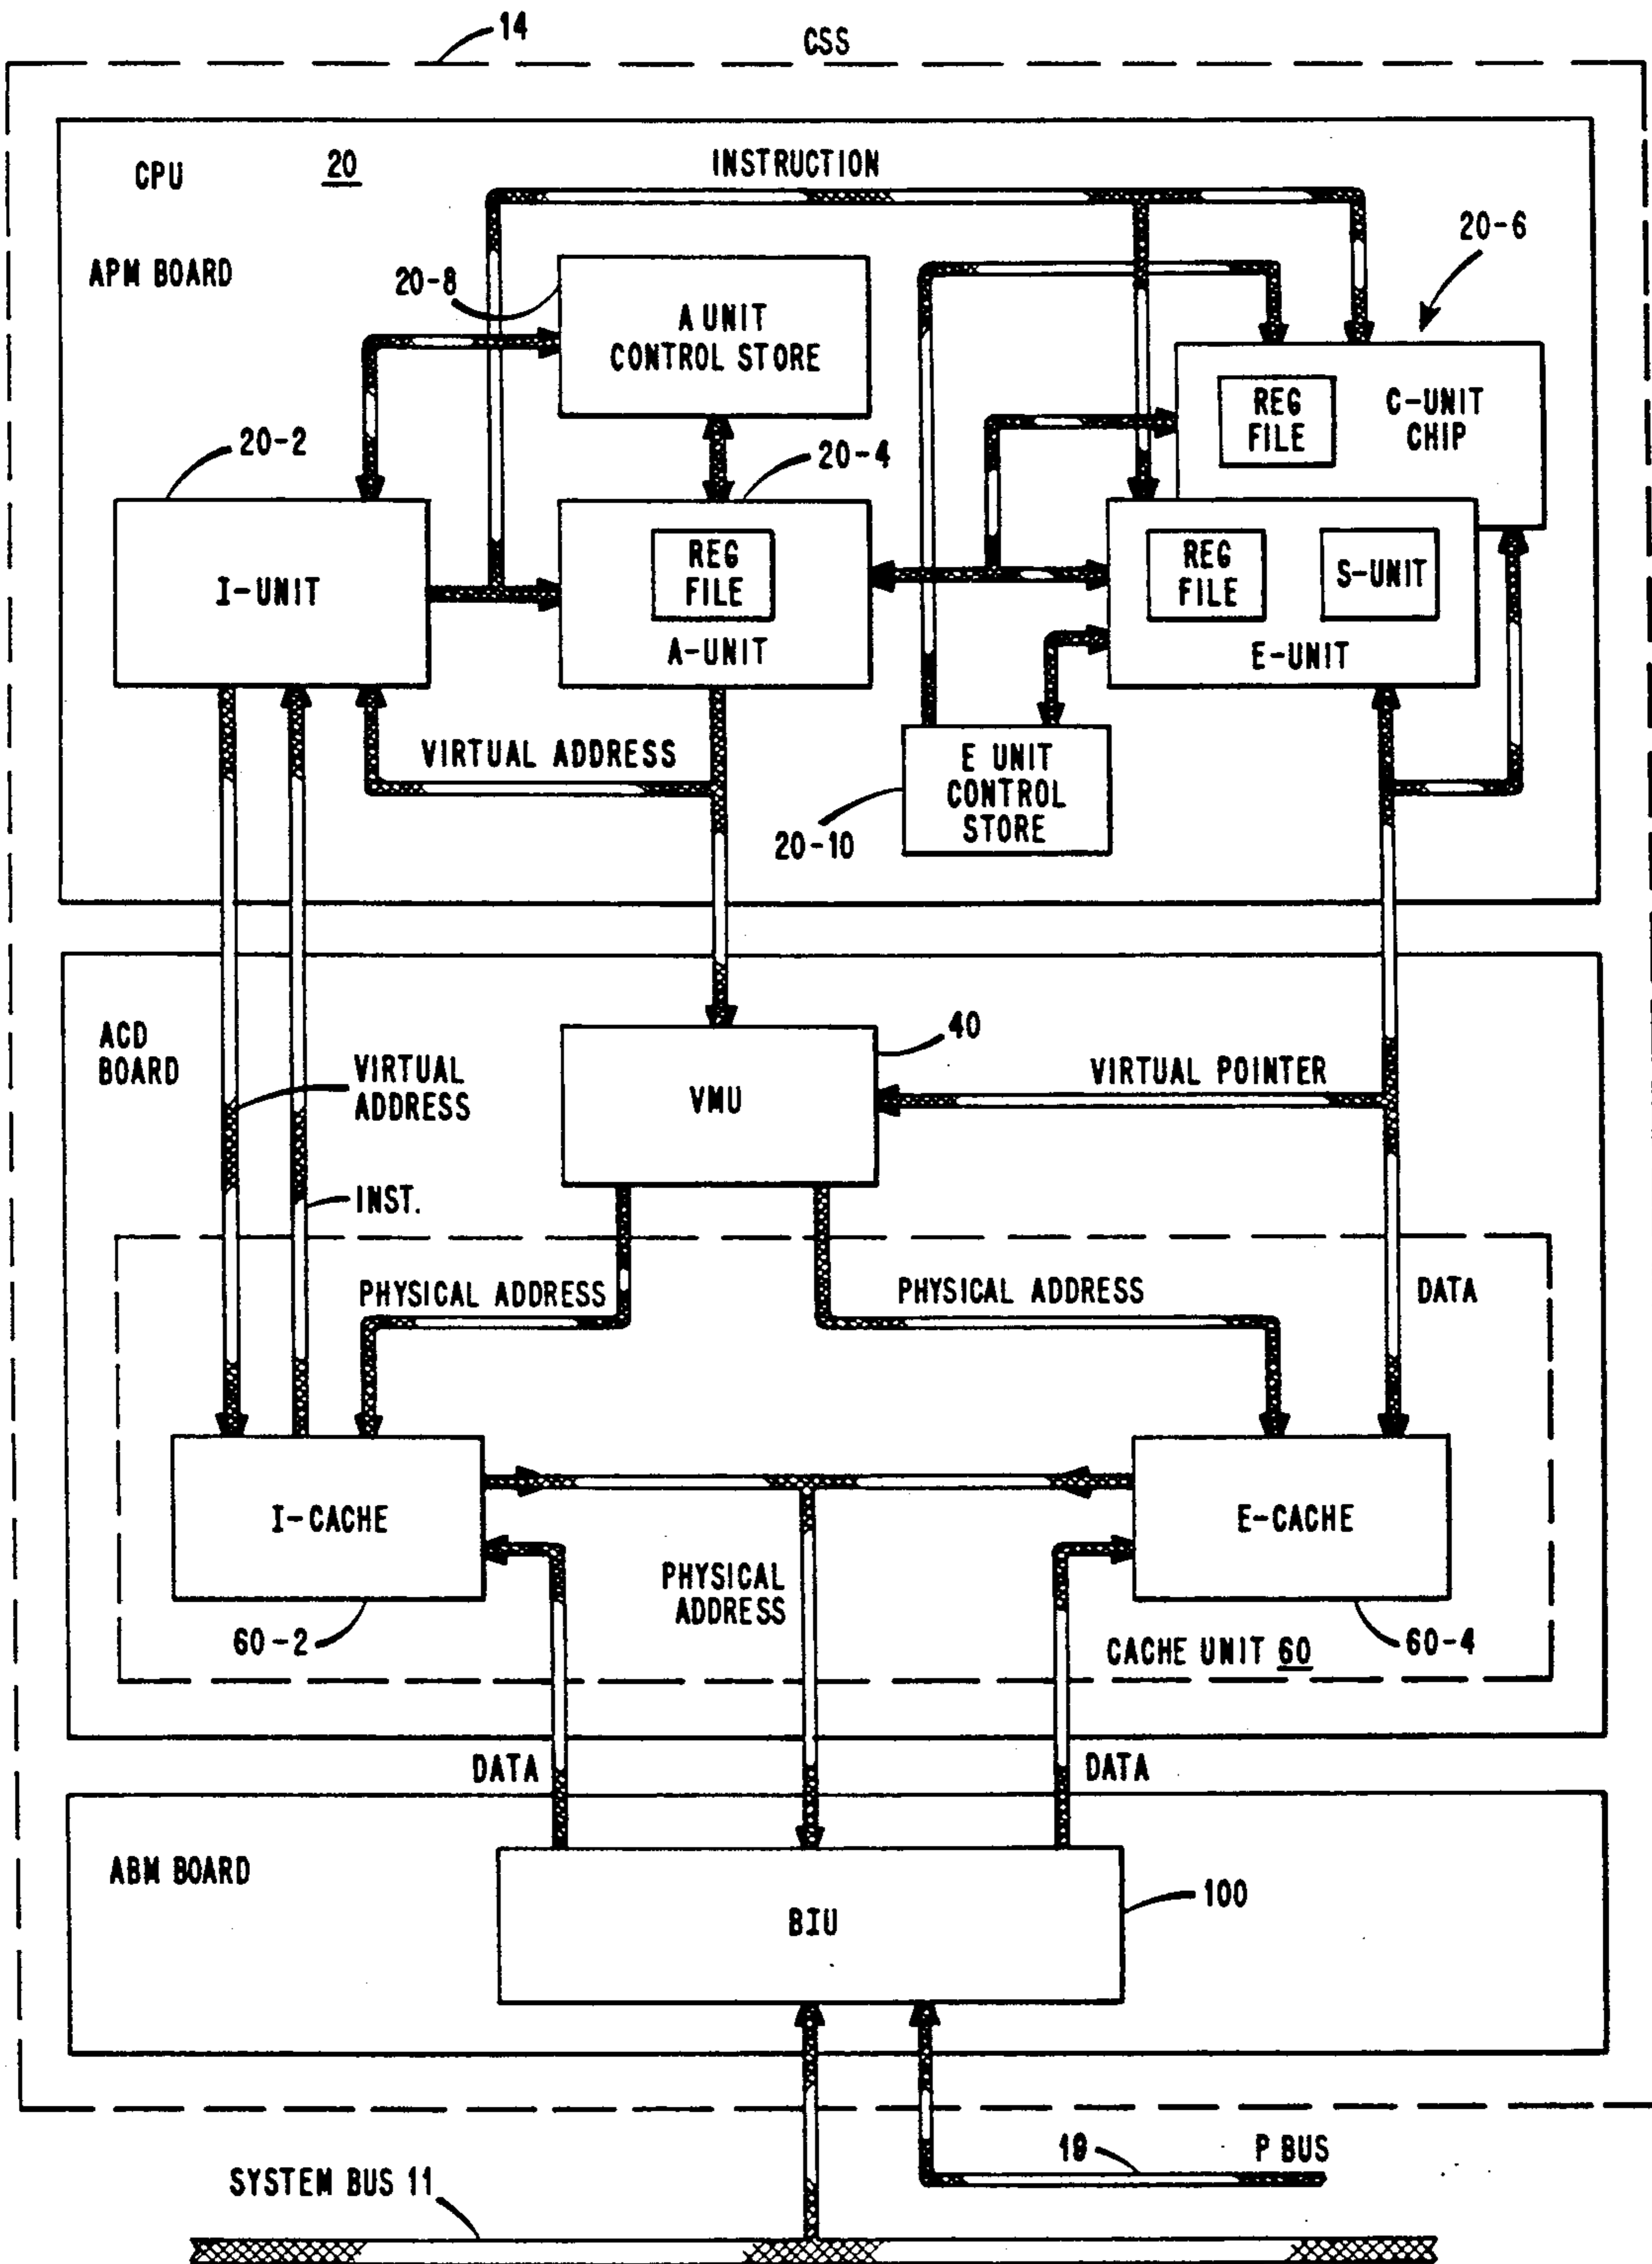 14
CSS
CPU
20
INSTRUCTION
APM BOARD
20-8
20-6
A UNIT
CONTROL STORE
REG
FILE
C-UNIT
CHIP
20-2
20-4
I-UNIT
REG
FILE
A-UNIT
REG
FILE
S-UNIT
E-UNIT
VIRTUAL ADDRESS
E UNIT
CONTROL
STORE
20-10
ACD
BOARD
40
VIRTUAL
ADDRESS
VMU
VIRTUAL POINTER
INST.
PHYSICAL ADDRESS
PHYSICAL ADDRESS
DATA
I-CACHE
E-CACHE
PHYSICAL
ADDRESS
60-2
CACHE UNIT 60
60-4
DATA
DATA
ABM BOARD
100
BIU
19
P BUS
SYSTEM BUS 11